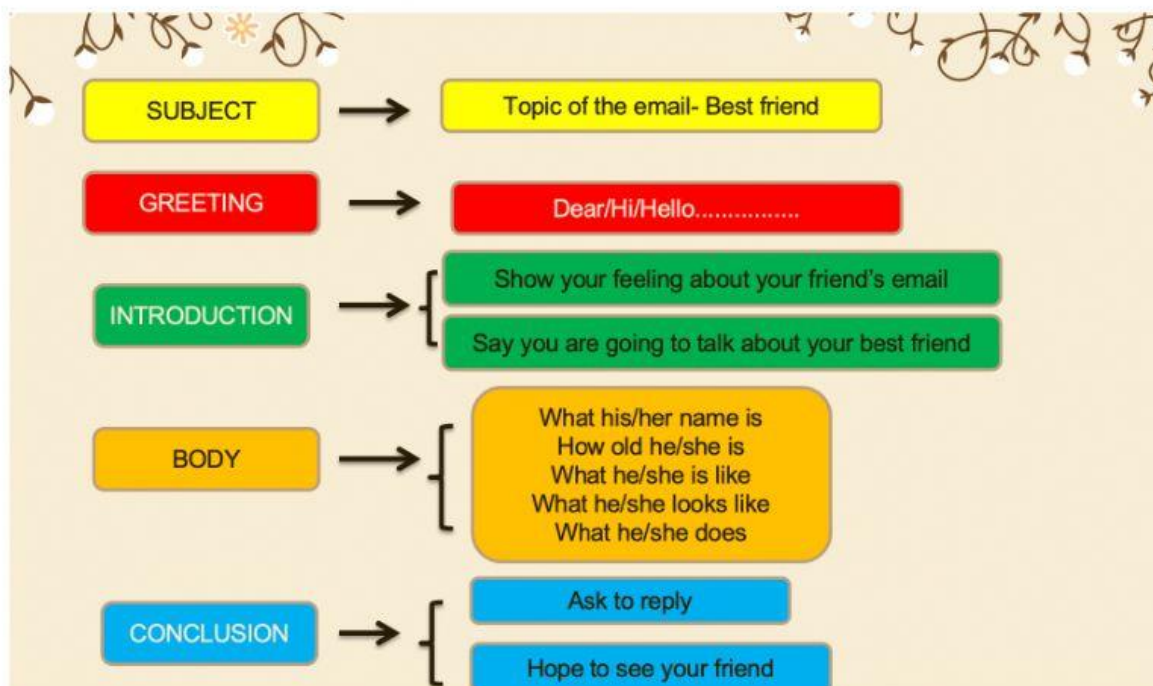 SUBJECT
Topic of the email- Best friend
GREETING
Dear/Hi/Hello................
INTRODUCTION
Show your feeling about your friend's email
Say you are going to talk about your best friend
BODY
What his/her name is
How old he/she is
What he/she is like
What he/she looks like
What he/she does
CONCLUSION
Ask to reply
Hope to see your friend